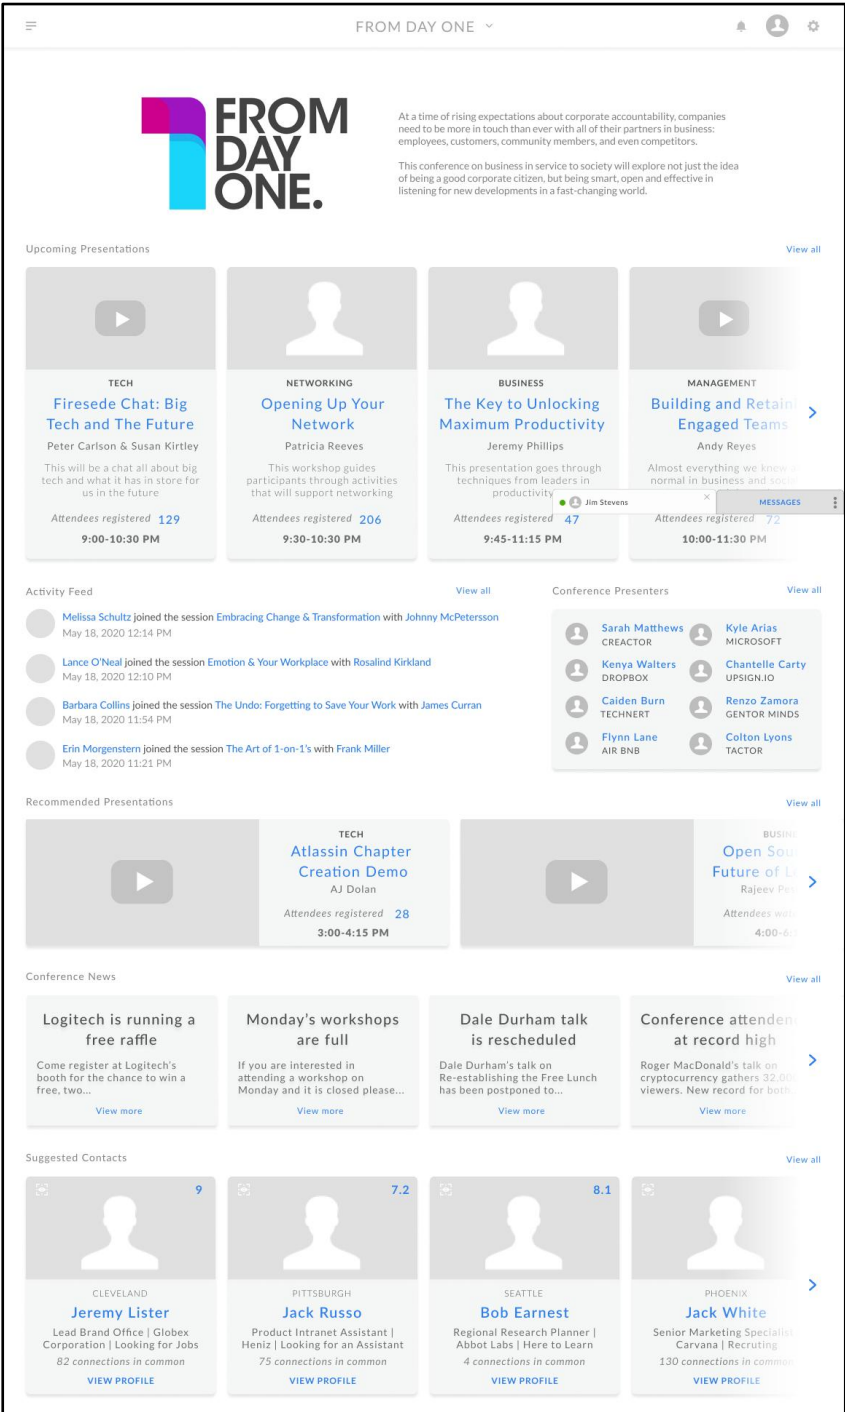 FROM DAY ONE
FROM
DAY
ONE.
At a time of rising expectations about corporate accountability, companies
need to be more in touch than ever with all of their partners in business:
employees, customers, community members, and even competitors.
This conference on business in service to society will explore not just the idea
of being a good corporate citizen, but being smart, open and effective in
listening for new developments in a fast-changing world.
Upcoming Presentations
View all
TECH
Firesede Chat: Big
Tech and The Future
Peter Carlson & Susan Kirtley
This will be a chat all about big
tech and what it has in store for
us in the future
Attendees registered 129
9:00-10:30 PM
NETWORKING
Opening Up Your
Network
Patricia Reeves
This workshop guides
participants through activities
that will support networking
Attendees registered 206
9:30-10:30 PM
BUSINESS
The Key to Unlocking
Maximum Productivity
Jeremy Phillips
This presentation goes through
techniques from leaders in
productivity
Attendees registered 47
9:45-11:15 PM
MANAGEMENT
Building and Retaini
Engaged Teams
Andy Reyes
Almost everything we know
normal in business and
Attendees registered 72
10:00-11:30 PM
Jim Stevens
MESSAGES
Activity Feed
View all
Melissa Schultz joined the session Embracing Change & Transformation with Johnny McPetersson
May 18, 2020 12:14 PM
Lance O'Neal joined the session Emotion & Your Workplace with Rosalind Kirkland
May 18, 2020 12:10 PM
Barbara Collins joined the session The Undo: Forgetting to Save Your Work with James Curran
May 18, 2020 11:54 PM
Erin Morgenstern joined the session The Art of 1-on-1's with Frank Miller
May 18, 2020 11:21 PM
Conference Presenters
View all
Sarah Matthews
CREACTOR
Kyle Arias
MICROSOFT
Kenya Walters
DROPBOX
Chantelle Carty
UPSIGN.IO
Caiden Burn
TECHNERT
Renzo Zamora
GENTOR MINDS
Flynn Lane
AIR BNB
Colton Lyons
TACTOR
Recommended Presentations
View all
TECH
Atlassin Chapter
Creation Demo
AJ Dolan
Attendees registered 28
3:00-4:15 PM
BUSINE
Open Sou
Future of L
Rajeev Pe
Attendees wat
4:00-6:
Conference News
View all
Logitech is running a
free raffle
Come register at Logitech's
booth for the chance to win a
free, two...
View more
Monday's workshops
are full
If you are interested in
attending a workshop on
Monday and it is closed please...
View more
Dale Durham talk
is rescheduled
Dale Durham's talk on
Re-establishing the Free Lunch
has been postponed to...
View more
Conference attenden
at record high
Roger MacDonald's talk on
cryptocurrency gathers 32,00
viewers. New record for both
View more
Suggested Contacts
View all
9
CLEVELAND
Jeremy Lister
Lead Brand Office | Globex
Corporation | Looking for Jobs
82 connections in common
VIEW PROFILE
7.2
PITTSBURGH
Jack Russo
Product Intranet Assistant |
Heniz | Looking for an Assistant
75 connections in common
VIEW PROFILE
8.1
SEATTLE
Bob Earnest
Regional Research Planner |
Abbot Labs | Here to Learn
4 connections in common
VIEW PROFILE
PHOENIX
Jack White
Senior Marketing Specialist
Carvana | Recruting
130 connections in common
VIEW PROFILE